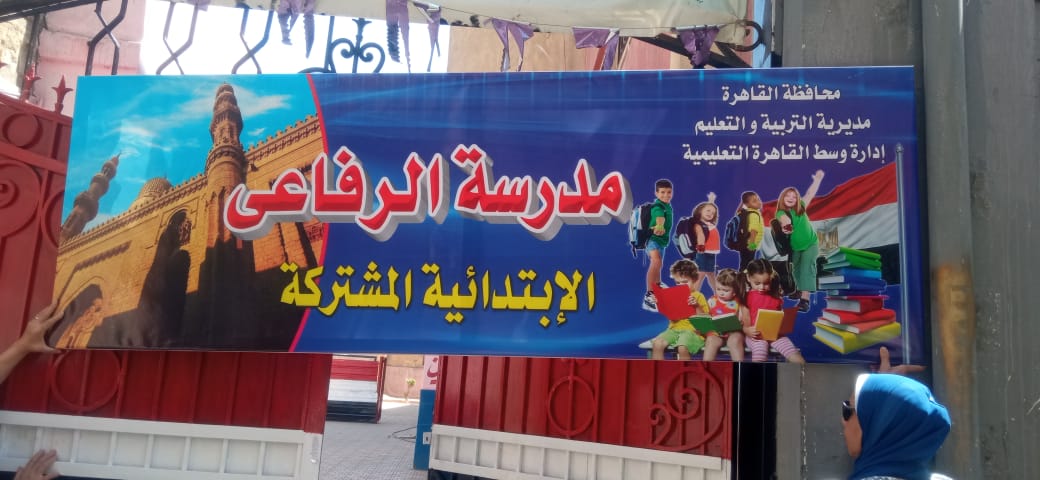 محافظة القاهرة
مديرية التربية و التعليم
إدارة وسط القاهرة التعليمية
مدرسة الرفاعى
الإبتدائية المشتركة